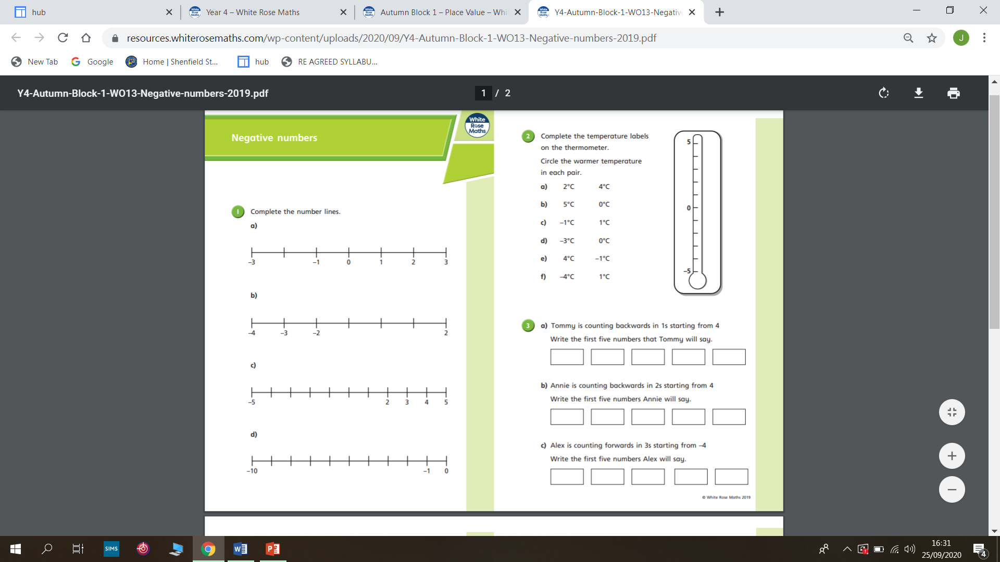 hub
Year 4 – White Rose Maths
Autumn Block 1 – Place Value – Whi
Y4-Autumn-Block-1-WO13-Negativ
resources.whiterosemaths.com/wp-content/uploads/2020/09/Y4-Autumn-Block-1-WO13-Negative-numbers-2019.pdf
J
New Tab
Google
Home | Shenfield St...
hub
RE AGREED SYLLABU...
Y4-Autumn-Block-1-WO13-Negative-numbers-2019.pdf
1 / 2
Negative numbers
White
Rose
Maths
1 Complete the number lines.
a)
–3 –1 0 1 2 3
b)
–4 –3 –2 2
c)
–5 2 3 4 5
d)
–10 –1 0
2 Complete the temperature labels
on the thermometer.
Circle the warmer temperature
in each pair.
a) 2°C 4°C
b) 5°C 0°C
c) –1°C 1°C
d) –3°C 0°C
e) 4°C –1°C
f) –4°C 1°C
5
0
–5
3 a) Tommy is counting backwards in 1s starting from 4
Write the first five numbers that Tommy will say.
b) Annie is counting backwards in 2s starting from 4
Write the first five numbers Annie will say.
c) Alex is counting forwards in 3s starting from –4
Write the first five numbers Alex will say.
© White Rose Maths 2019
SIMS
16:31
25/09/2020
4